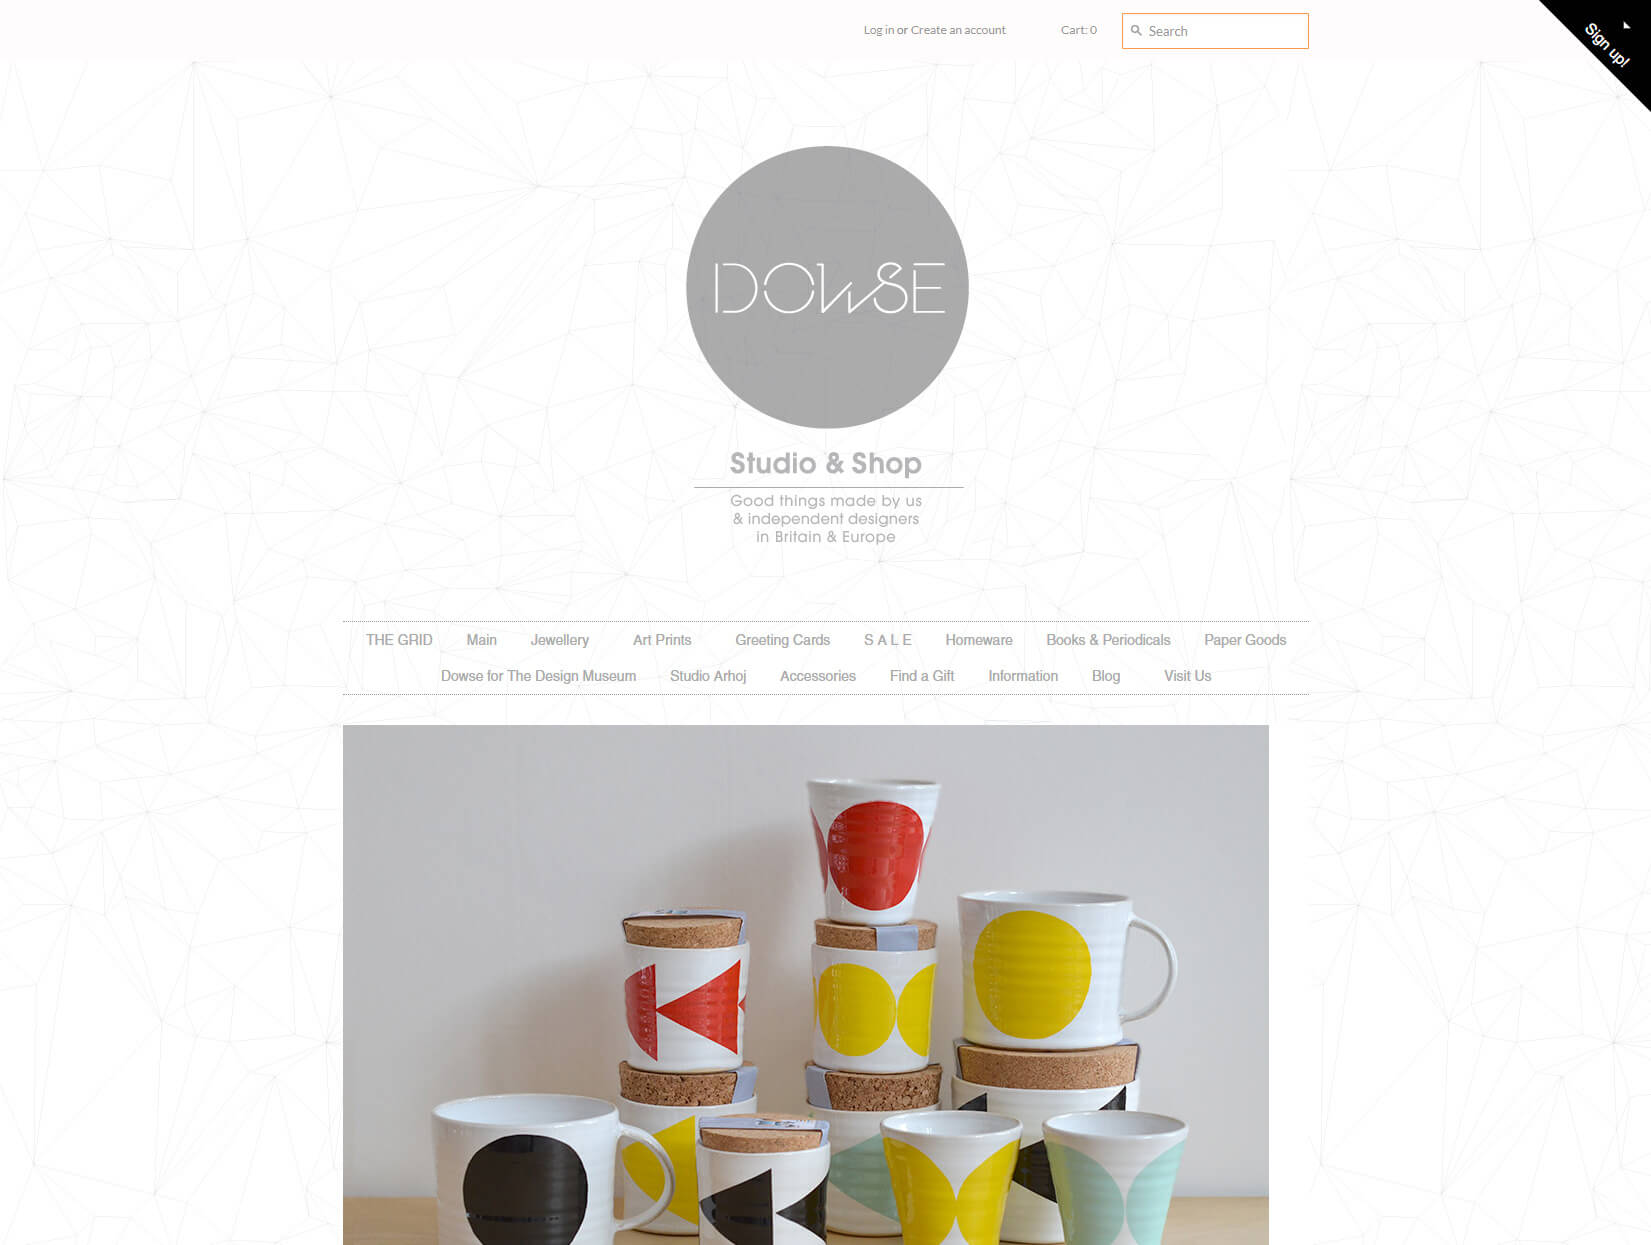 Log in or Create an account
Cart: 0
Search
Sign up!
DOWSE
Studio & Shop
Good things made by us
& independent designers
in Britain & Europe
THE GRID Main Jewellery Art Prints Greeting Cards S A L E Homeware Books & Periodicals Paper Goods
Dowse for The Design Museum Studio Arhoj Accessories Find a Gift Information Blog Visit Us